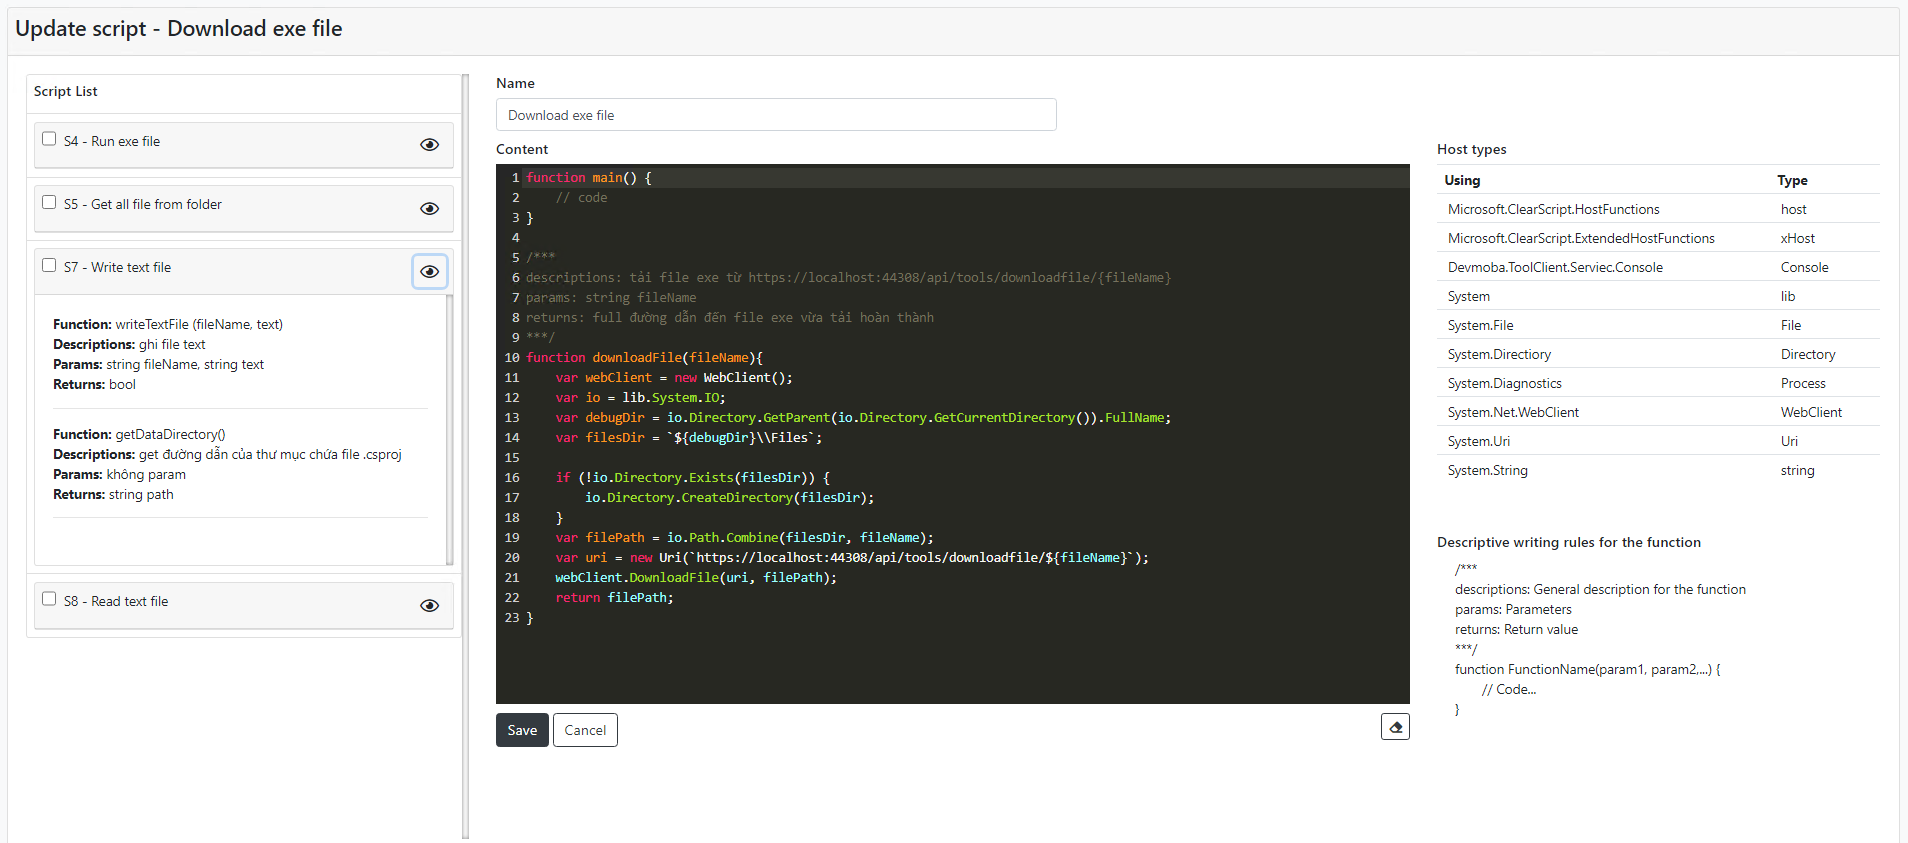 Update script - Download exe file
Script List
S4 - Run exe file
S5 - Get all file from folder
S7 - Write text file
Function: writeTextFile (fileName, text)
Descriptions: ghi file text
Params: string fileName, string text
Returns: bool
Function: getDataDirectory()
Descriptions: get đường dẫn của thư mục chứa file .csproj
Params: không param
Returns: string path
S8 - Read text file
Name
Download exe file
Content
1 function main() {
2     // code
3 }
4
5 /***
6 descriptions: tải file exe từ https://localhost:44308/api/tools/downloadfile/{fileName}
7 params: string fileName
8 returns: full đường dẫn đến file exe vừa tải hoàn thành
9 ***/
10 function downloadFile(fileName){
11     var webClient = new WebClient();
12     var io = lib.System.IO;
13     var debugDir = io.Directory.GetParent(io.Directory.GetCurrentDirectory()).FullName;
14     var filesDir = `${debugDir}\\Files`;
15
16     if (!io.Directory.Exists(filesDir)) {
17         io.Directory.CreateDirectory(filesDir);
18     }
19     var filePath = io.Path.Combine(filesDir, fileName);
20     var uri = new Uri(`https://localhost:44308/api/tools/downloadfile/${fileName}`);
21     webClient.DownloadFile(uri, filePath);
22     return filePath;
23 }
Save
Cancel
Host types
Using Type
Microsoft.ClearScript.HostFunctions host
Microsoft.ClearScript.ExtendedHostFunctions xHost
Devmoba.ToolClient.Serviec.Console Console
System lib
System.File File
System.Directiory Directory
System.Diagnostics Process
System.Net.WebClient WebClient
System.Uri Uri
System.String string
Descriptive writing rules for the function
/***
descriptions: General description for the function
params: Parameters
returns: Return value
***/
function FunctionName(param1, param2,...) {
// Code...
}